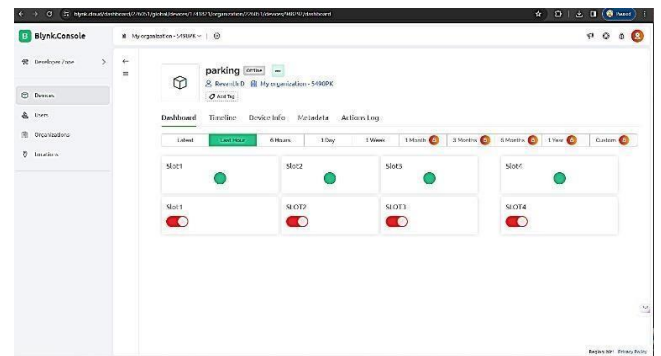 Blynk.Console
My organization - 5490PK
Developer Zone
Devices
Users
Organizations
Locations
parking Offline
Revanth D My organization - 5490PK
Add Tag
Dashboard Timeline Device Info Metadata Actions Log
Latest Last Hour 6 Hours 1 Day 1 Week 1 Month 3 Months 6 Months 1 Year Custom
Slot1 Slot2 Slot3 Slot4
Slot 1 SLOT2 SLOT3 SLOT4
Privacy Policy